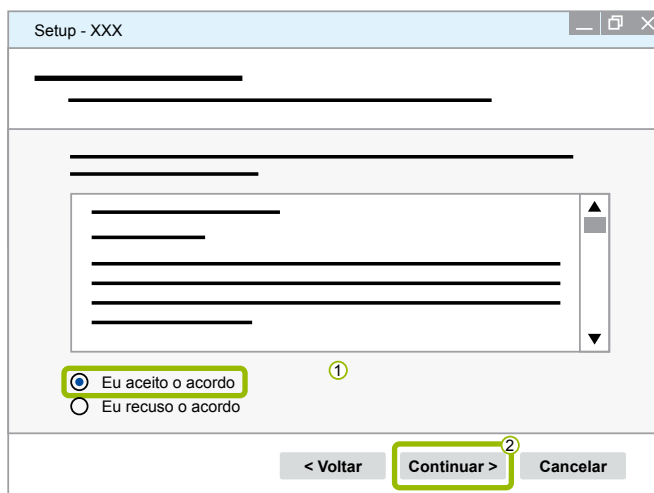 Setup - XXX
1
Eu aceito o acordo
Eu recuso o acordo
2
< Voltar
Continuar >
Cancelar